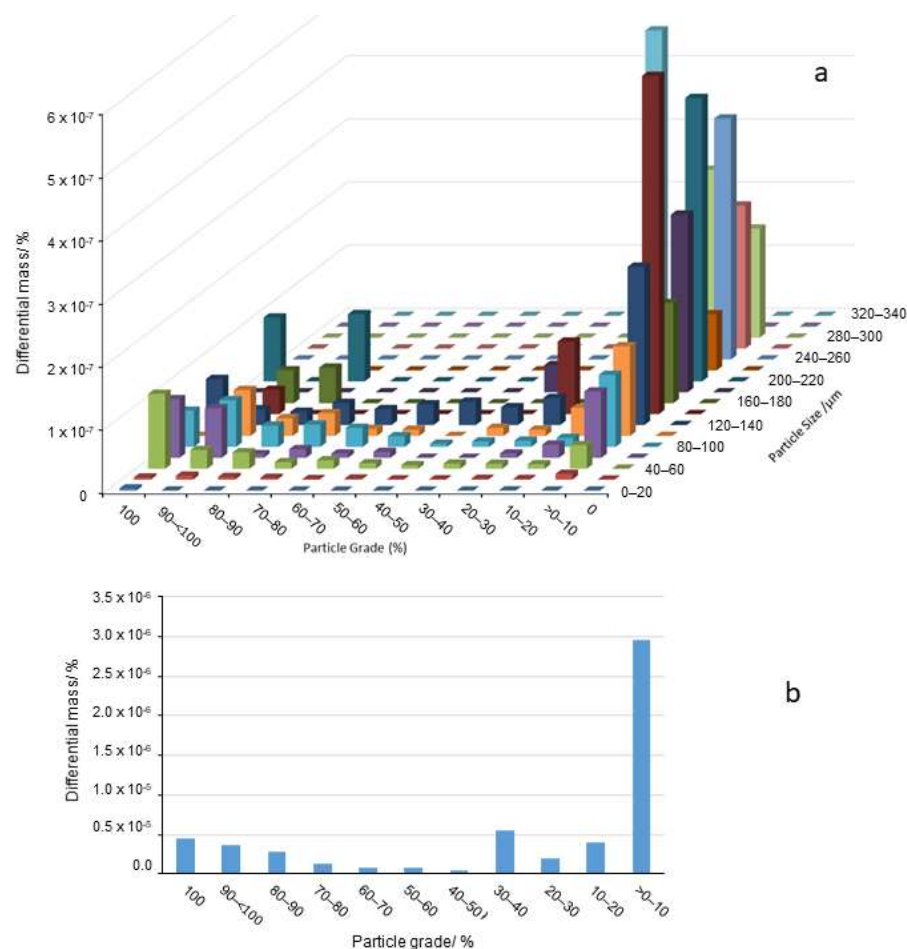 a
6 x 10-7
5 x 10-7
4 x 10-7
3 x 10-7
2 x 10-7
1 x 10-7
0
Differential mass/ %
320–340
280–300
240–260
200–220
160–180
120–140
80–100
40–60
0–20
Particle Size /µm
100
90–<100
80–90
70–80
60–70
50–60
40–50
30–40
20–30
10–20
>0–10
0
Particle Grade (%)
b
3.5 x 10-6
3.0 x 10-6
2.5 x 10-6
2.0 x 10-6
1.5 x 10-6
1.0 x 10-5
0.5 x 10-5
0.0
Differential mass/ %
100
90–<100
80–90
70–80
60–70
50–60
40–50)
30–40
20–30
10–20
>0–10
Particle grade/ %